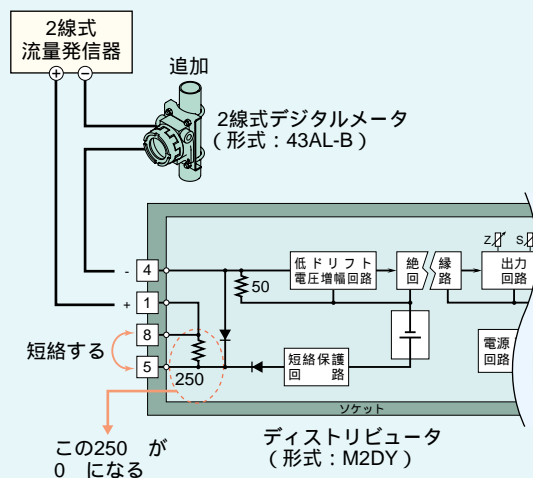 2線式
流量発信器
+
−
追加
2線式デジタルメータ
（形式：43AL-B）
- 4
+ 1
8
5
短絡する
50
250
低ドリフト
電圧増幅回路
絶縁
回路
出力
回路
Z
S
短絡保護
回　　路
電源
回路
ソケット
この250　が
0　になる
ディストリビュータ
（形式：M2DY）